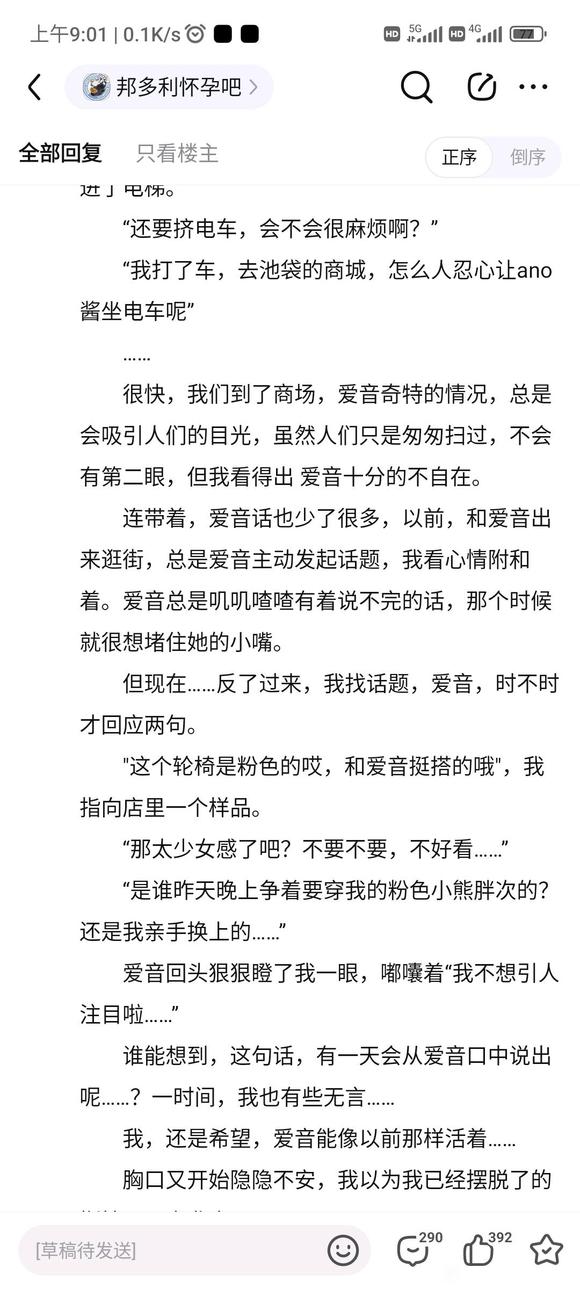 上午9:01 | 0.1K/s
HD 5G HD 4G 77
邦多利怀孕吧
全部回复 只看楼主 正序 倒序
进了电梯。
“还要挤电车，会不会很麻烦啊？”
“我打了车，去池袋的商城，怎么人忍心让ano
酱坐电车呢”
……
很快，我们到了商场，爱音奇特的情况，总是
会吸引人们的目光，虽然人们只是匆匆扫过，不会
有第二眼，但我看得出 爱音十分的不自在。
连带着，爱音话也少了很多，以前，和爱音出
来逛街，总是爱音主动发起话题，我看心情附和
着。爱音总是叽叽喳喳有着说不完的话，那个时候
就很想堵住她的小嘴。
但现在……反了过来，我找话题，爱音，时不时
才回应两句。
"这个轮椅是粉色的哎，和爱音挺搭的哦"，我
指向店里一个样品。
“那太少女感了吧？不要不要，不好看……”
“是谁昨天晚上争着要穿我的粉色小熊胖次的？
还是我亲手换上的……”
爱音回头狠狠瞪了我一眼，嘟囔着“我不想引人
注目啦……”
谁能想到，这句话，有一天会从爱音口中说出
呢……？一时间，我也有些无言……
我，还是希望，爱音能像以前那样活着……
胸口又开始隐隐不安，我以为我已经摆脱了的
[草稿待发送] 290 392